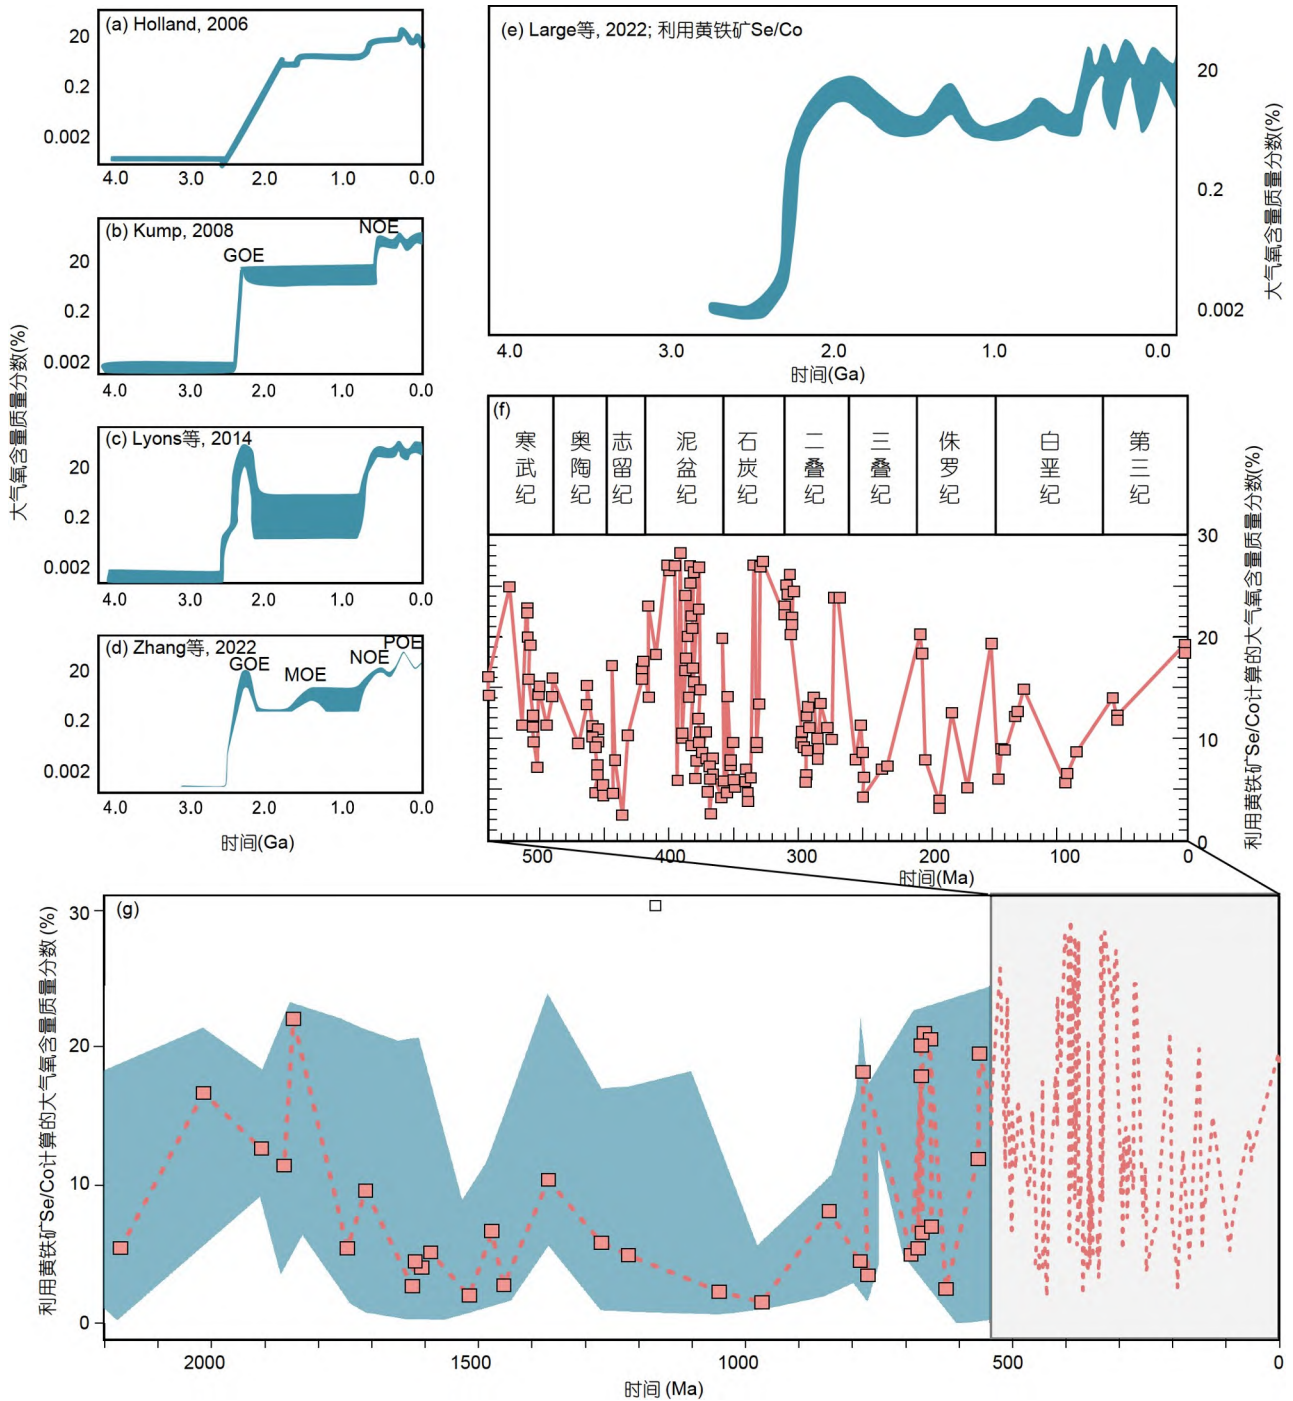 (a) Holland, 2006
20
0.2
0.002
4.0 3.0 2.0 1.0 0.0
(b) Kump, 2008
NOE
GOE
20
0.2
0.002
4.0 3.0 2.0 1.0 0.0
(c) Lyons等, 2014
20
0.2
0.002
4.0 3.0 2.0 1.0 0.0
(d) Zhang等, 2022
POE
GOE
NOE
MOE
20
0.2
0.002
4.0 3.0 2.0 1.0 0.0
时间(Ga)
大气氧含量质量分数(%)
(e) Large等, 2022; 利用黄铁矿Se/Co
20
0.2
0.002
大气氧含量质量分数(%)
4.0 3.0 2.0 1.0 0.0
时间(Ga)
(f)
寒武纪
奥陶纪
志留纪
泥盆纪
石炭纪
二叠纪
三叠纪
侏罗纪
白垩纪
第三纪
30
20
10
0
利用黄铁矿Se/Co计算的大气氧含量质量分数(%)
500 400 300 200 100 0
时间(Ma)
(g)
30
20
10
0
利用黄铁矿Se/Co计算的大气氧含量质量分数(%)
2000 1500 1000 500 0
时间 (Ma)